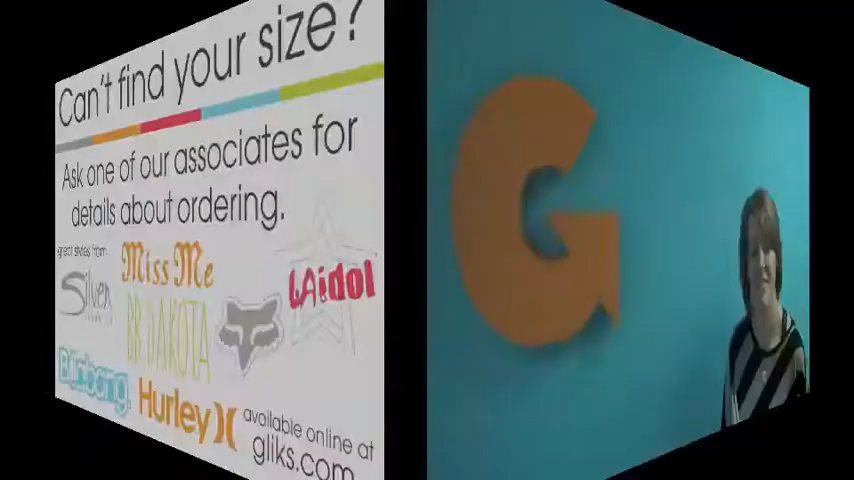 Can't find your size?
Ask one of our associates for
details about ordering.
great styles from:
Silver
Miss Me
BB DAKOTA
LAidol
Billabong.
Hurley
available online at
gliks.com
G